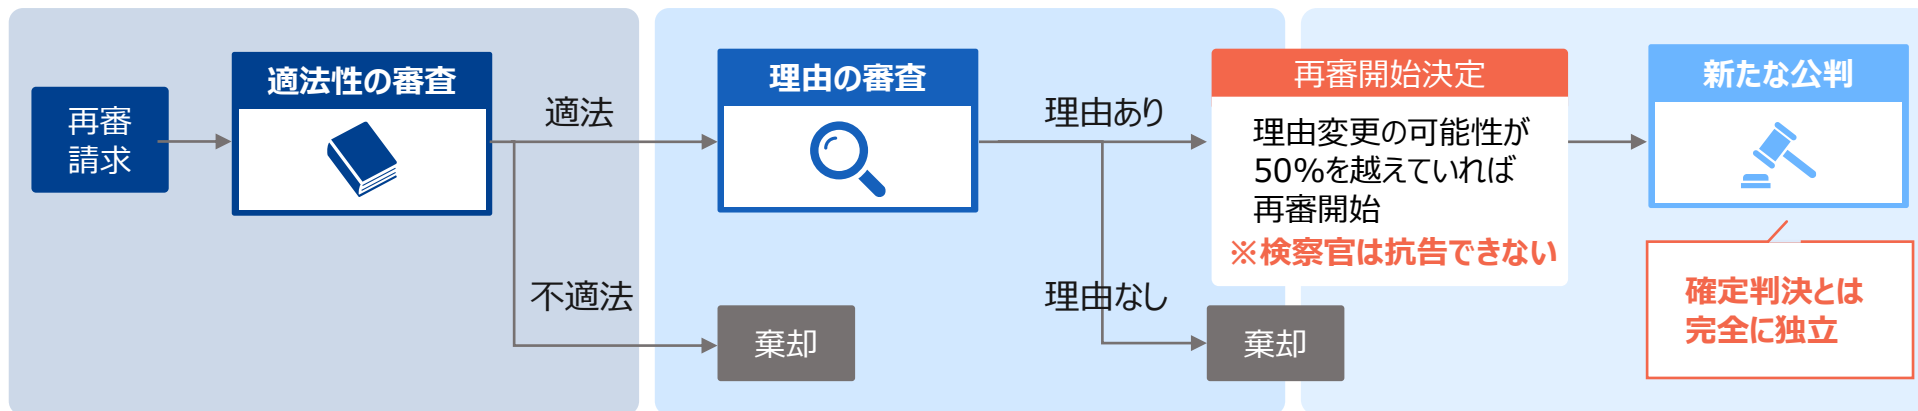 再審
請求
適法性の審査
適法
不適法
理由の審査
棄却
理由あり
理由なし
再審開始決定
理由変更の可能性が
50%を越えていれば
再審開始
※検察官は抗告できない
棄却
新たな公判
確定判決とは
完全に独立